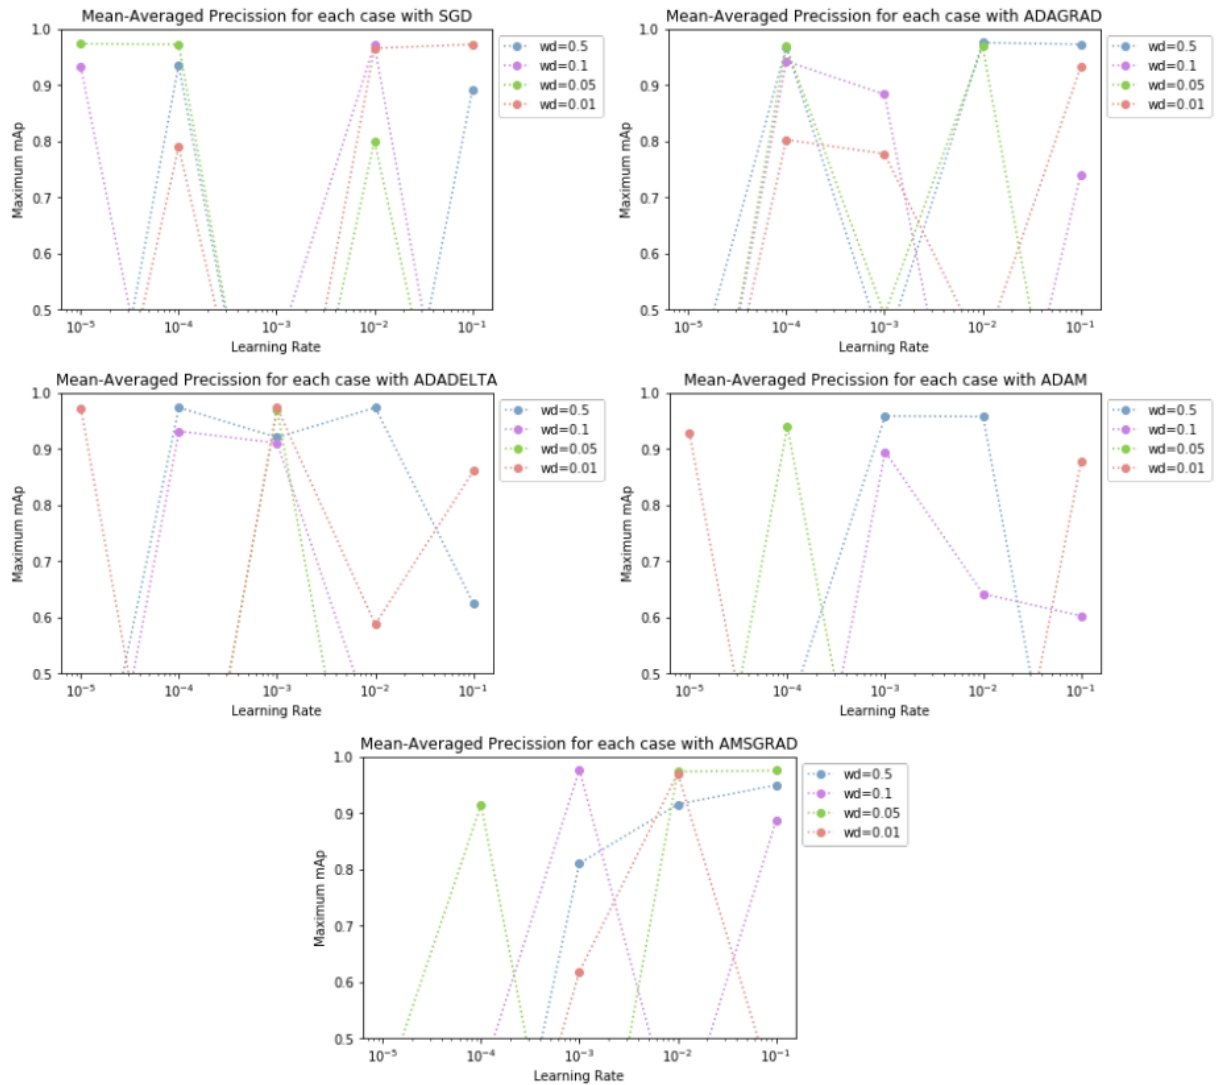 Mean-Averaged Precission for each case with SGD
Maximum mAp
1.0
0.9
0.8
0.7
0.6
0.5
10⁻⁵
10⁻⁴
10⁻³
10⁻²
10⁻¹
Learning Rate
wd=0.5
wd=0.1
wd=0.05
wd=0.01
Mean-Averaged Precission for each case with ADAGRAD
Maximum mAp
1.0
0.9
0.8
0.7
0.6
0.5
10⁻⁵
10⁻⁴
10⁻³
10⁻²
10⁻¹
Learning Rate
wd=0.5
wd=0.1
wd=0.05
wd=0.01
Mean-Averaged Precission for each case with ADADELTA
Maximum mAp
1.0
0.9
0.8
0.7
0.6
0.5
10⁻⁵
10⁻⁴
10⁻³
10⁻²
10⁻¹
Learning Rate
wd=0.5
wd=0.1
wd=0.05
wd=0.01
Mean-Averaged Precission for each case with ADAM
Maximum mAp
1.0
0.9
0.8
0.7
0.6
0.5
10⁻⁵
10⁻⁴
10⁻³
10⁻²
10⁻¹
Learning Rate
wd=0.5
wd=0.1
wd=0.05
wd=0.01
Mean-Averaged Precission for each case with AMSGRAD
Maximum mAp
1.0
0.9
0.8
0.7
0.6
0.5
10⁻⁵
10⁻⁴
10⁻³
10⁻²
10⁻¹
Learning Rate
wd=0.5
wd=0.1
wd=0.05
wd=0.01